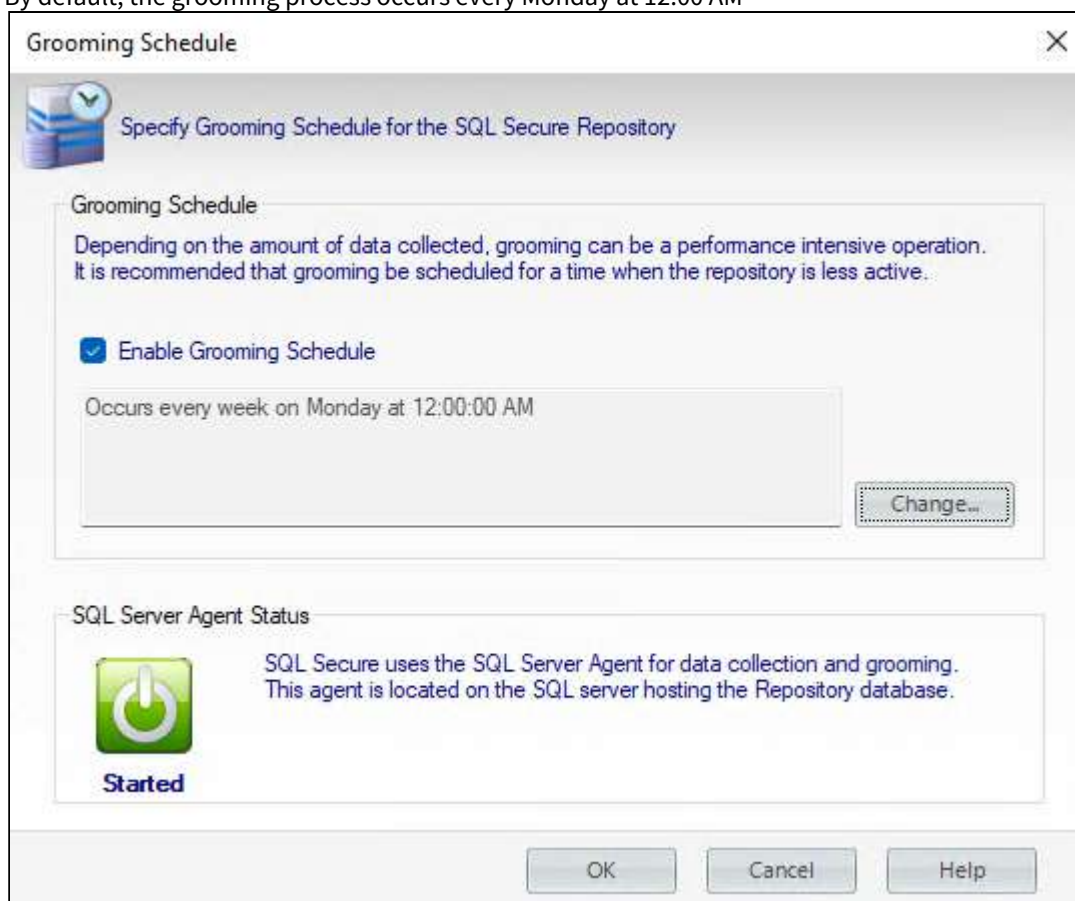 By default, the grooming process occurs every Monday at 12:00 AM
Grooming Schedule
Specify Grooming Schedule for the SQL Secure Repository
Grooming Schedule
Depending on the amount of data collected, grooming can be a performance intensive operation.
It is recommended that grooming be scheduled for a time when the repository is less active.
Enable Grooming Schedule
Occurs every week on Monday at 12:00:00 AM
Change...
SQL Server Agent Status
SQL Secure uses the SQL Server Agent for data collection and grooming.
This agent is located on the SQL server hosting the Repository database.
Started
OK
Cancel
Help